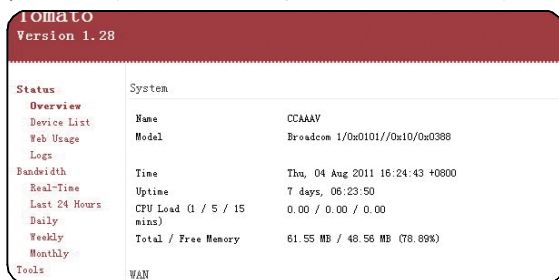 Tomato
Version 1.28
Status
Overview
Device List
Web Usage
Logs
Bandwidth
Real-Time
Last 24 Hours
Daily
Weekly
Monthly
Tools
System
Name CCAAAV
Model Broadcom 1/0x0101//0x10/0x0388
Time Thu, 04 Aug 2011 16:24:43 +0800
Uptime 7 days, 06:23:50
CPU Load (1 / 5 / 15 mins) 0.00 / 0.00 / 0.00
Total / Free Memory 61.55 MB / 48.56 MB (78.89%)
WAN